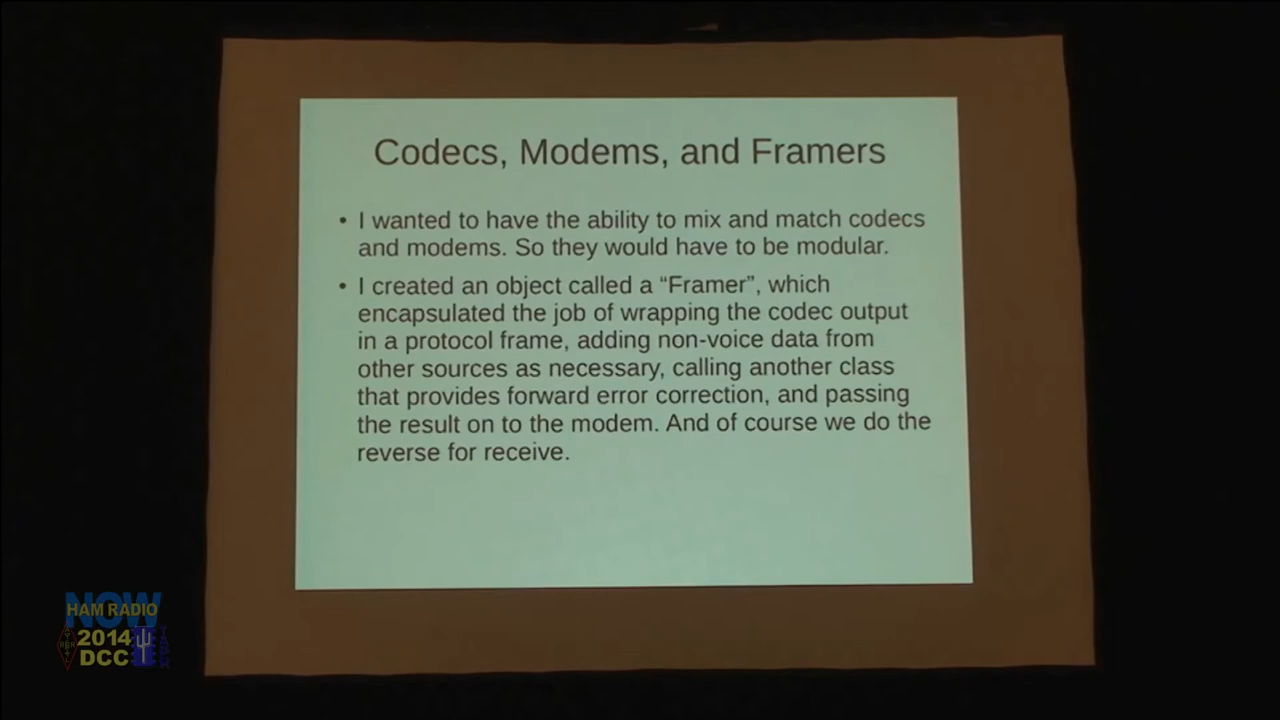 Codecs, Modems, and Framers
• I wanted to have the ability to mix and match codecs
and modems. So they would have to be modular.
• I created an object called a “Framer”, which
encapsulated the job of wrapping the codec output
in a protocol frame, adding non-voice data from
other sources as necessary, calling another class
that provides forward error correction, and passing
the result on to the modem. And of course we do the
reverse for receive.
NOW
HAM RADIO
2014
DCC